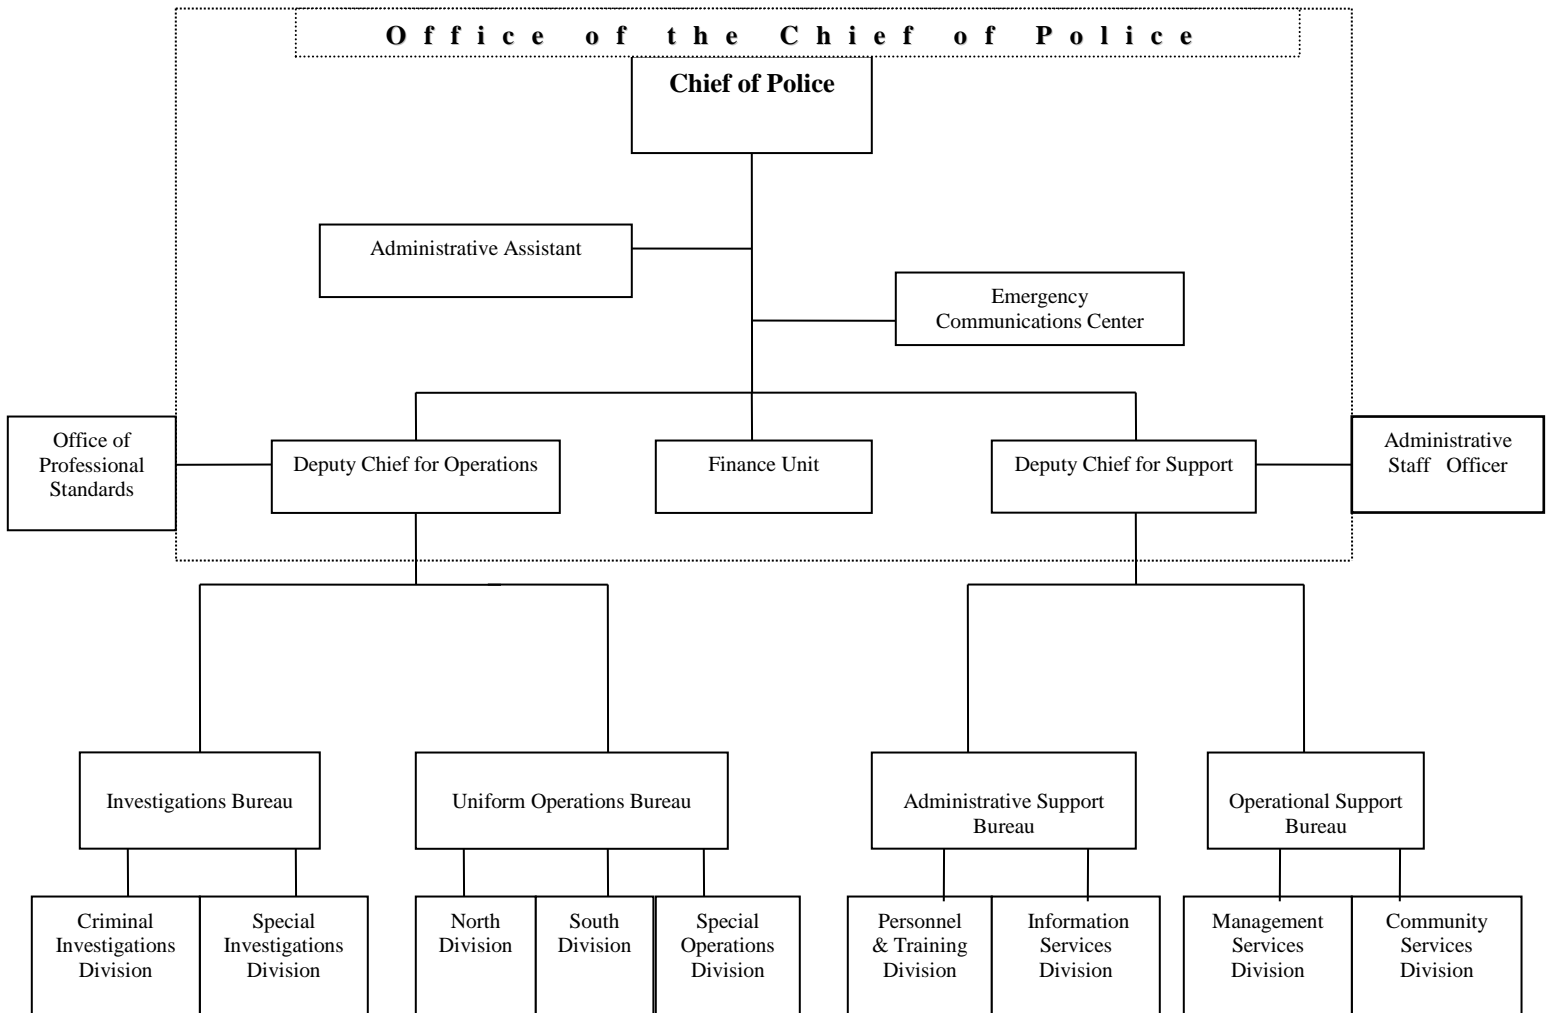 Office of the Chief of Police
Chief of Police
Administrative Assistant
Emergency
Communications Center
Office of
Professional
Standards
Deputy Chief for Operations
Finance Unit
Deputy Chief for Support
Administrative
Staff Officer
Investigations Bureau
Uniform Operations Bureau
Administrative Support
Bureau
Operational Support
Bureau
Criminal
Investigations
Division
Special
Investigations
Division
North
Division
South
Division
Special
Operations
Division
Personnel
& Training
Division
Information
Services
Division
Management
Services
Division
Community
Services
Division